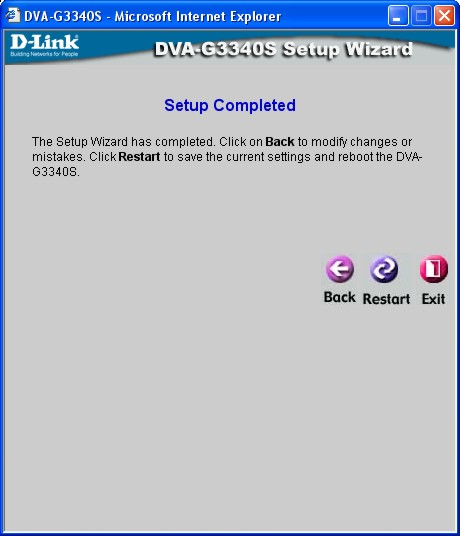 DVA-G3340S - Microsoft Internet Explorer
D-Link
Building Networks for People
DVA-G3340S Setup Wizard
Setup Completed
The Setup Wizard has completed. Click on Back to modify changes or
mistakes. Click Restart to save the current settings and reboot the DVA-
G3340S.
Back Restart Exit